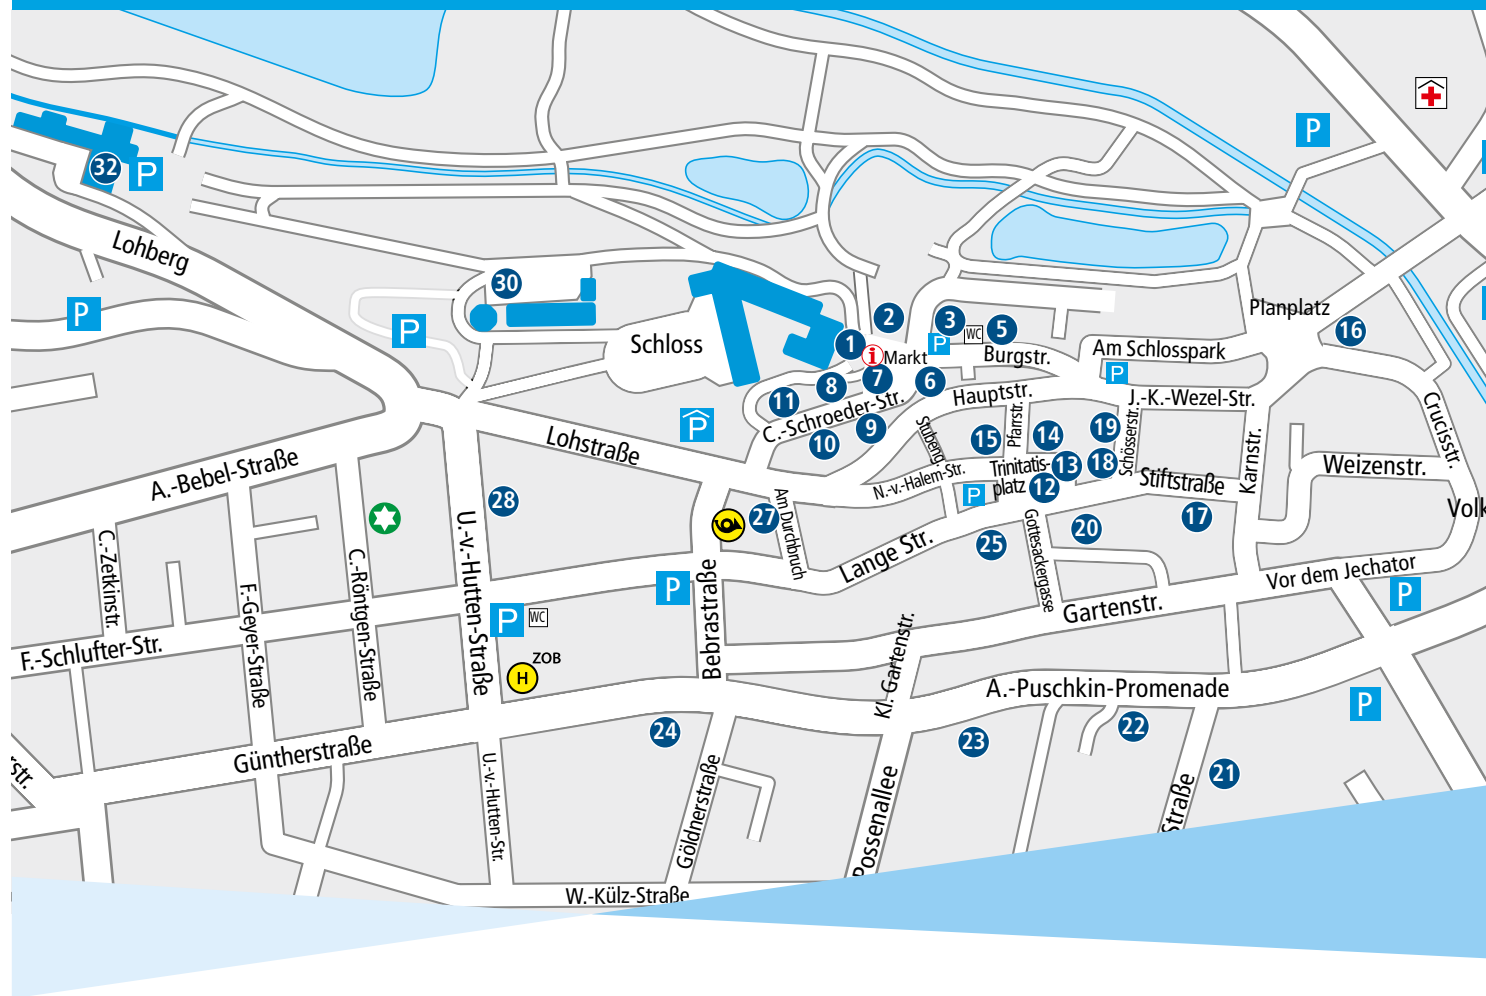 P
32
P
Lohberg
30
P
P
Schloss
2
3
WC
5
1
i
Markt
P
Burgstr.
Planplatz
16
Am Schlosspark
P
7
6
8
11
Hauptstr.
J.-K.-Wezel-Str.
C.-Schroeder-Str.
9
10
P
Lohstraße
Stubeng.
15
Pfarrstr.
14
19
Schösserstr.
Crucisstr.
Karnstr.
Weizenstr.
A.-Bebel-Straße
N.-v.-Halem-Str.
Trinitatis-
platz
13
18
12
P
Stiftstraße
17
Volk
28
27
Am Durchbruch
Lange Str.
25
Gottesackergasse
20
C.-Zetkinstr.
F.-Geyer-Straße
C.-Röntgen-Straße
U.-v.-Hutten-Straße
P
WC
P
Bebrastraße
Vor dem Jechator
P
Gartenstr.
F.-Schlufter-Str.
ZOB
H
Kl. Gartenstr.
A.-Puschkin-Promenade
P
24
23
22
21
Güntherstraße
U.-v.-Hutten-Str.
Göldnerstraße
Possenallee
Straße
rstr.
W.-Külz-Straße